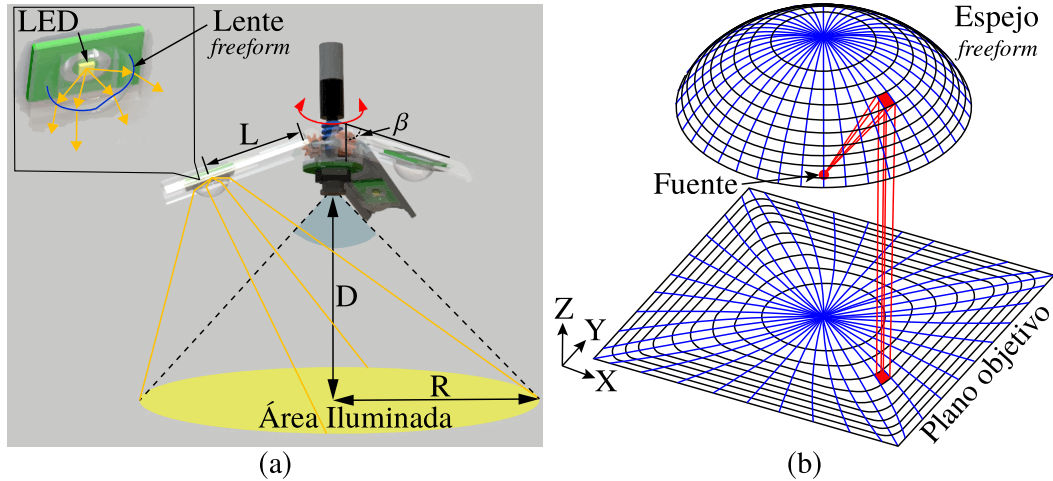 LED
Lente
freeform
L
β
D
R
Área Iluminada
(a)
Espejo
freeform
Fuente
Z
Y
X
Plano objetivo
(b)